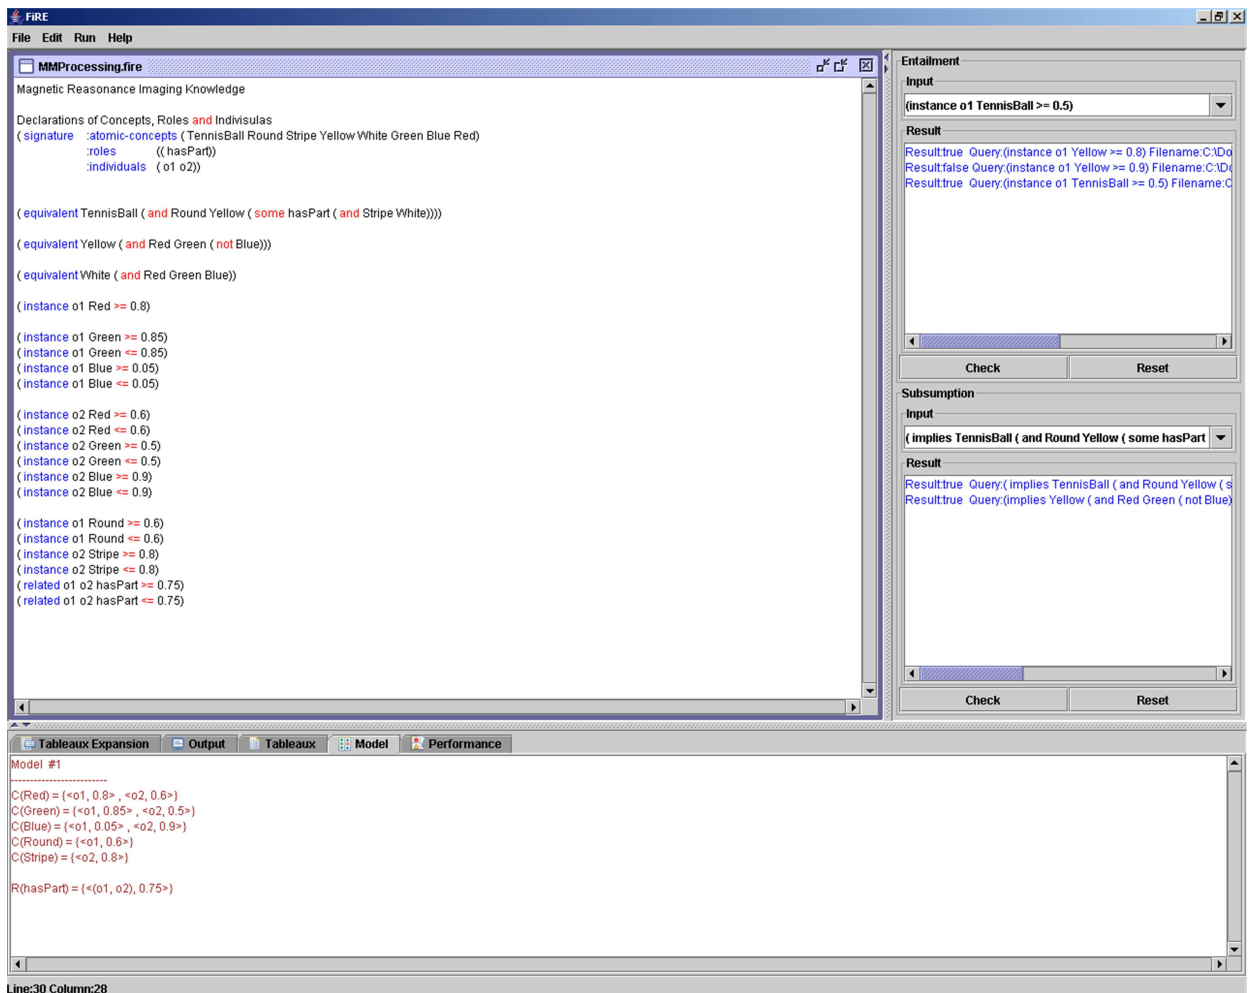 FiRE
File Edit Run Help
MMProcessing.fire
Magnetic Reasonance Imaging Knowledge
Declarations of Concepts, Roles and Indivisulas
( signature :atomic-concepts ( TennisBall Round Stripe Yellow White Green Blue Red)
:roles (( hasPart))
:individuals ( o1 o2))
( equivalent TennisBall ( and Round Yellow ( some hasPart ( and Stripe White))))
( equivalent Yellow ( and Red Green ( not Blue)))
( equivalent White ( and Red Green Blue))
( instance o1 Red >= 0.8)
( instance o1 Green >= 0.85)
( instance o1 Green <= 0.85)
( instance o1 Blue >= 0.05)
( instance o1 Blue <= 0.05)
( instance o2 Red >= 0.6)
( instance o2 Red <= 0.6)
( instance o2 Green >= 0.5)
( instance o2 Green <= 0.5)
( instance o2 Blue >= 0.9)
( instance o2 Blue <= 0.9)
( instance o1 Round >= 0.6)
( instance o1 Round <= 0.6)
( instance o2 Stripe >= 0.8)
( instance o2 Stripe <= 0.8)
( related o1 o2 hasPart >= 0.75)
( related o1 o2 hasPart <= 0.75)
Entailment
Input
(instance o1 TennisBall >= 0.5)
Result
Result:true Query:(instance o1 Yellow >= 0.8) Filename:C:\Do
Result:false Query:(instance o1 Yellow >= 0.9) Filename:C:\Do
Result:true Query:(instance o1 TennisBall >= 0.5) Filename:C
Check Reset
Subsumption
Input
( implies TennisBall ( and Round Yellow ( some hasPart
Result
Result:true Query:( implies TennisBall ( and Round Yellow ( s
Result:true Query:(implies Yellow ( and Red Green ( not Blue)
Check Reset
Tableaux Expansion Output Tableaux Model Performance
Model #1
-------------------------
C(Red) = {<o1, 0.8> , <o2, 0.6>}
C(Green) = {<o1, 0.85> , <o2, 0.5>}
C(Blue) = {<o1, 0.05> , <o2, 0.9>}
C(Round) = {<o1, 0.6>}
C(Stripe) = {<o2, 0.8>}
R(hasPart) = {<(o1, o2), 0.75>}
Line:30 Column:28